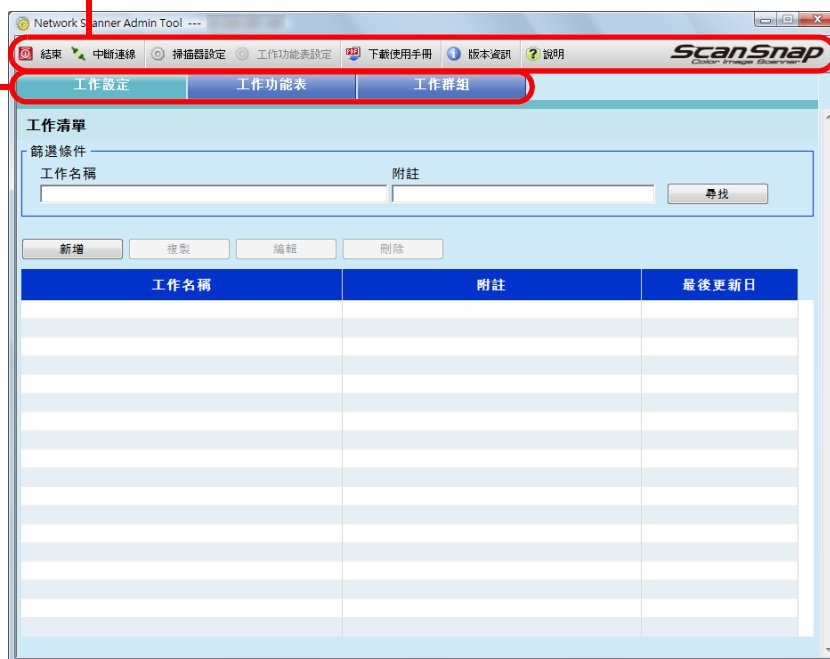 Network Scanner Admin Tool ---
結束 中斷連線 掃描器設定 工作功能表設定 下載使用手冊 版本資訊 說明 ScanSnap
Color Image Scanner
工作設定 工作功能表 工作群組
工作清單
篩選條件
工作名稱 附註
尋找
新增 複製 編輯 刪除
工作名稱 附註 最後更新日